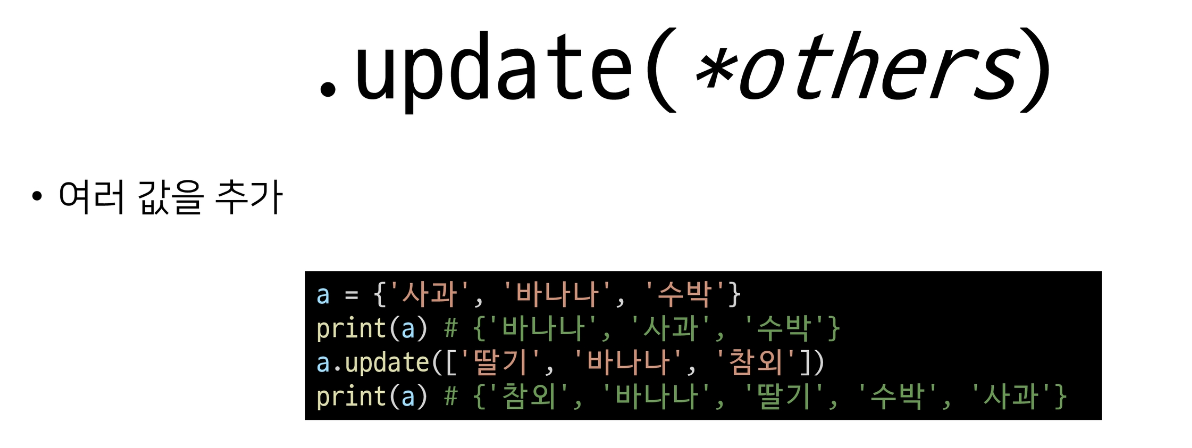 .update(*others)
• 여러 값을 추가
a = {'사과', '바나나', '수박'}
print(a) # {'바나나', '사과', '수박'}
a.update(['딸기', '바나나', '참외'])
print(a) # {'참외', '바나나', '딸기', '수박', '사과'}